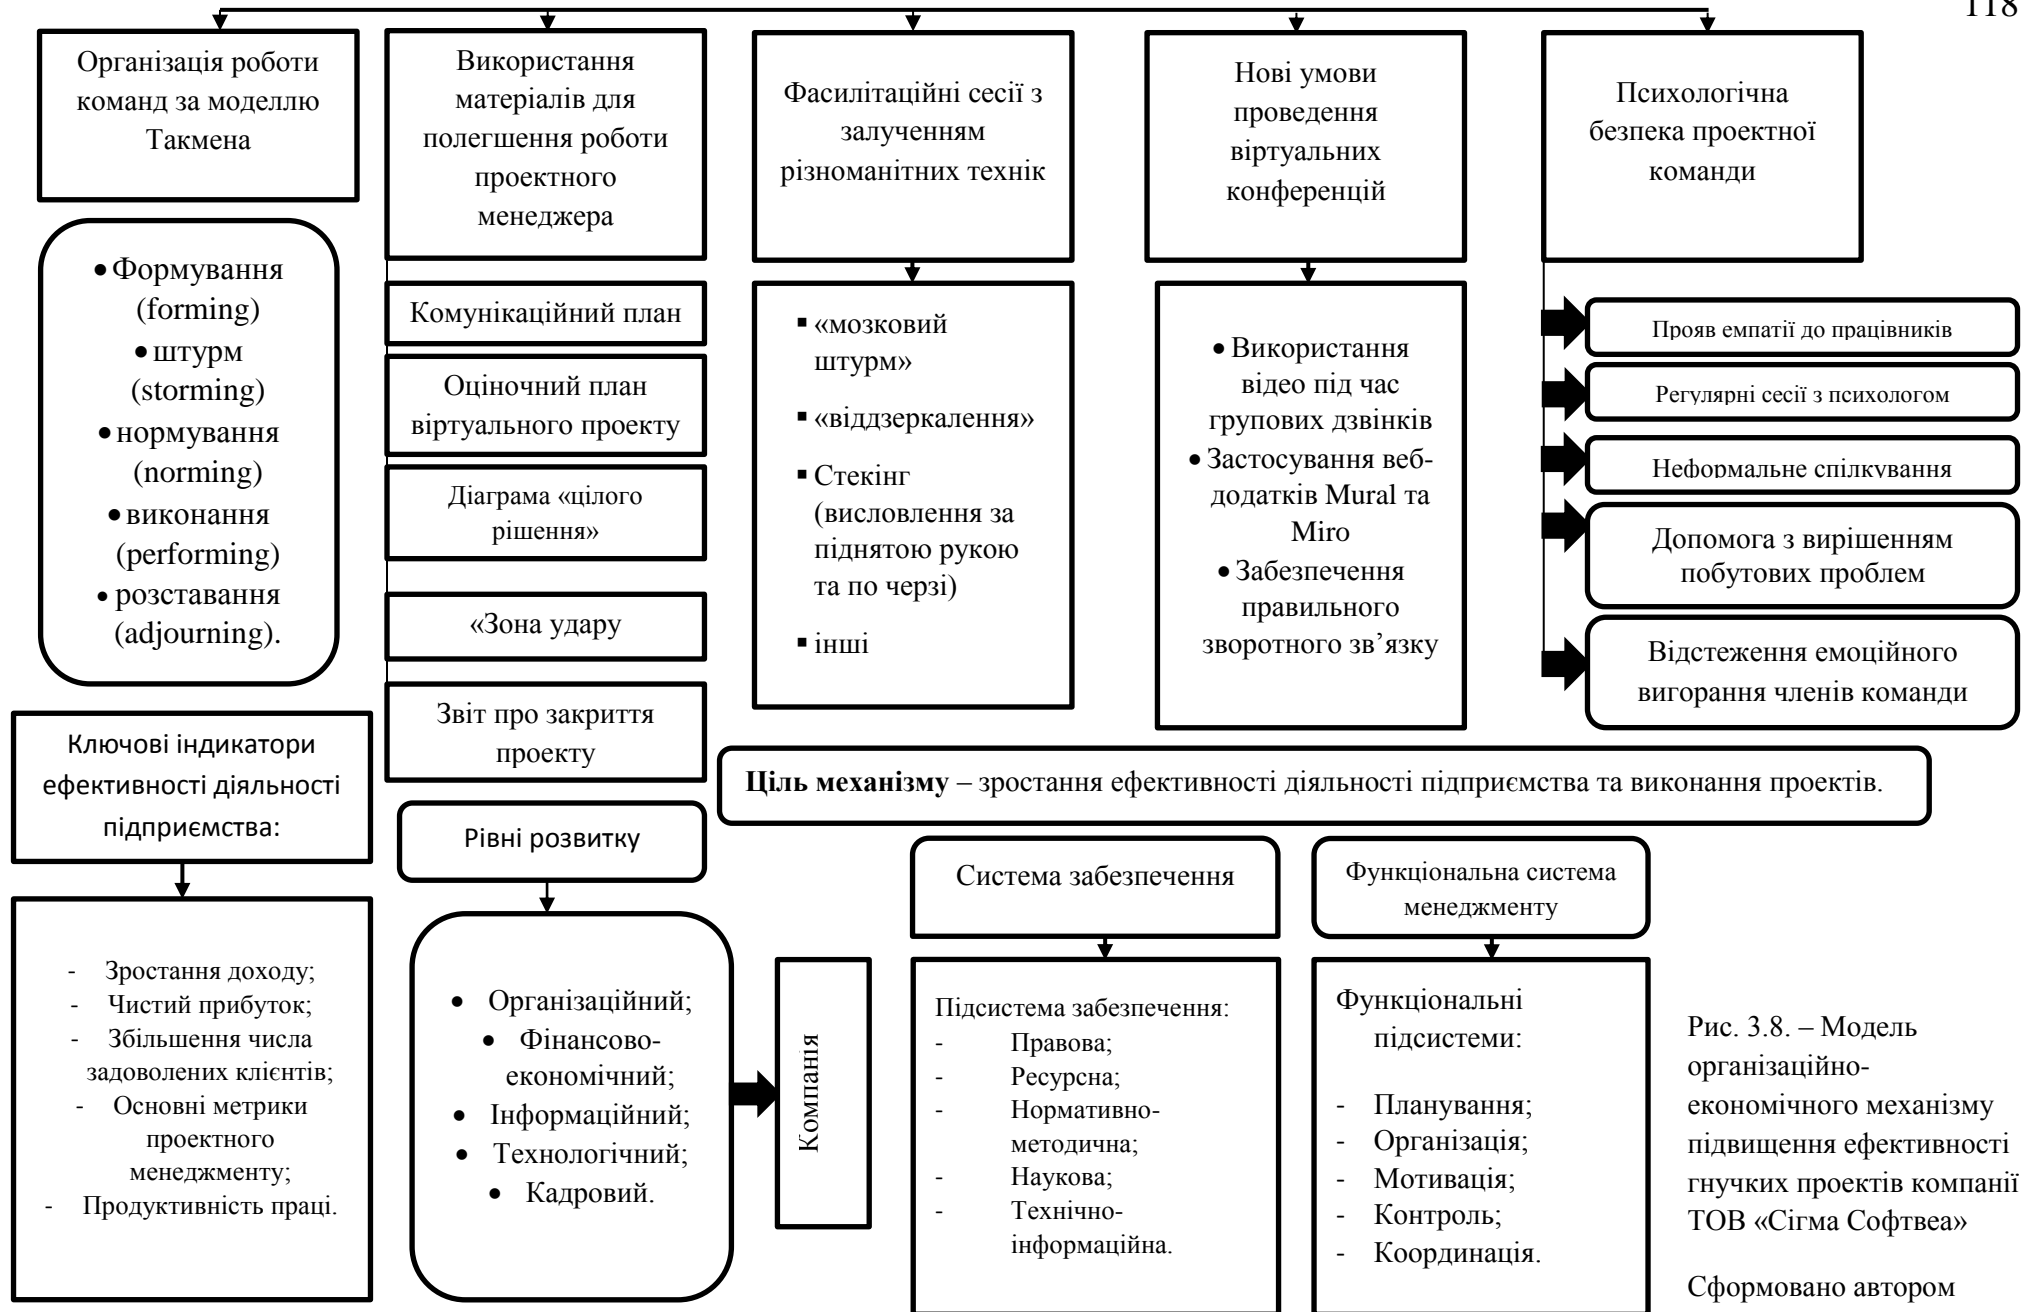 118
Організація роботи
команд за моделлю
Такмена
Використання
матеріалів для
полегшення роботи
проектного
менеджера
Фасилітаційні сесії з
залученням
різноманітних технік
Нові умови
проведення
віртуальних
конференцій
Психологічна
безпека проектної
команди
•Формування
(forming)
•штурм
(storming)
•нормування
(norming)
•виконання
(performing)
• розставання
(adjourning).
Комунікаційний план
Оціночний план
віртуального проекту
Діаграма «цілого
рішення»
«Зона удару
Звіт про закриття
проекту
▪ «мозковий
штурм»
▪ «віддзеркалення»
▪ Стекінг
(висловлення за
піднятою рукою
та по черзі)
▪ інші
• Використання
відео під час
групових дзвінків
• Застосування веб-
додатків Mural та
Miro
• Забезпечення
правильного
зворотного зв’язку
Прояв емпатії до працівників
Регулярні сесії з психологом
Неформальне спілкування
Допомога з вирішенням
побутових проблем
Відстеження емоційного
вигорання членів команди
Ключові індикатори
ефективності діяльності
підприємства:
Ціль механізму – зростання ефективності діяльності підприємства та виконання проектів.
Рівні розвитку
Система забезпечення
Функціональна система
менеджменту
- Зростання доходу;
- Чистий прибуток;
- Збільшення числа
задоволених клієнтів;
- Основні метрики
проектного
менеджменту;
- Продуктивність праці.
• Організаційний;
• Фінансово-
економічний;
• Інформаційний;
• Технологічний;
• Кадровий.
Компанія
Підсистема забезпечення:
- Правова;
- Ресурсна;
- Нормативно-
методична;
- Наукова;
- Технічно-
інформаційна.
Функціональні
підсистеми:
- Планування;
- Організація;
- Мотивація;
- Контроль;
- Координація.
Рис. 3.8. – Модель
організаційно-
економічного механізму
підвищення ефективності
гнучких проектів компанії
ТОВ «Сігма Софтвеа»
Сформовано автором